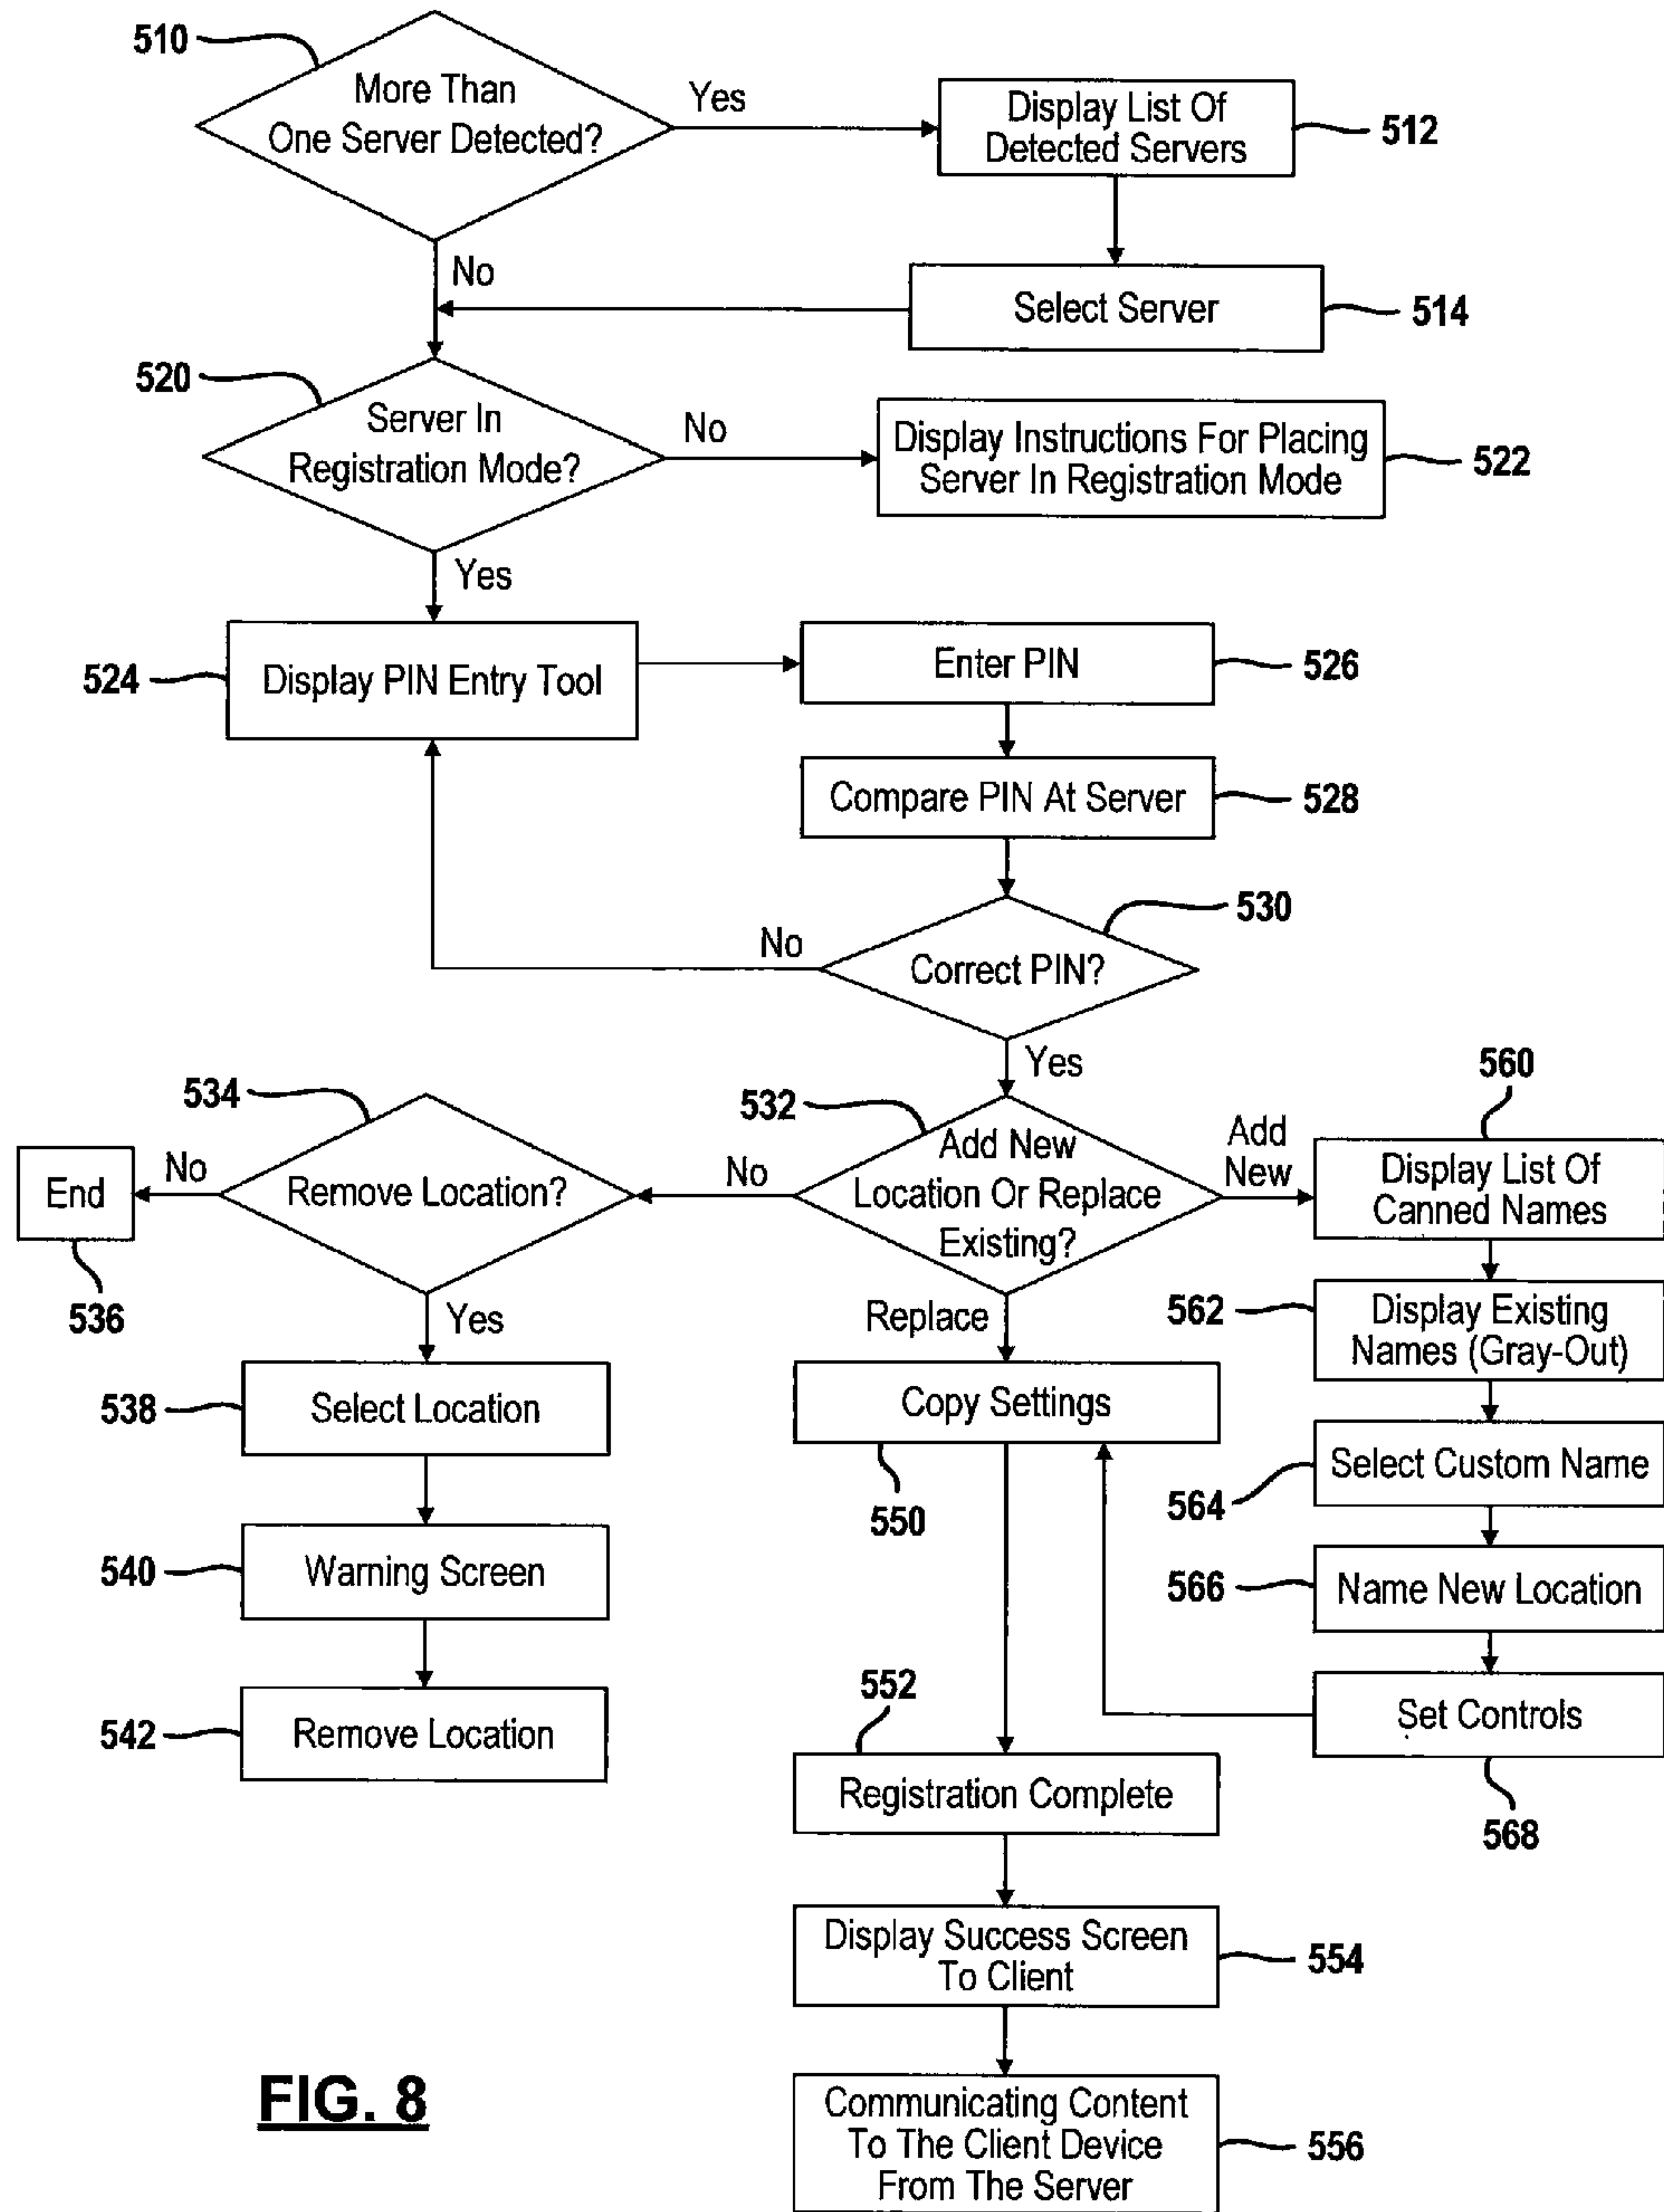 510
More Than
One Server Detected?
Yes
Display List Of
Detected Servers
512
No
Select Server
514
520
Server In
Registration Mode?
No
Display Instructions For Placing
Server In Registration Mode
522
Yes
524
Display PIN Entry Tool
Enter PIN
526
Compare PIN At Server
528
530
No
Correct PIN?
Yes
534
532
560
End
No
Remove Location?
No
Add New
Location Or Replace
Existing?
Add
New
Display List Of
Canned Names
536
Yes
Replace
562
Display Existing
Names (Gray-Out)
538
Select Location
Copy Settings
550
Select Custom Name
564
540
Warning Screen
566
Name New Location
542
Remove Location
552
Set Controls
568
Registration Complete
Display Success Screen
To Client
554
FIG. 8
Communicating Content
To The Client Device
From The Server
556